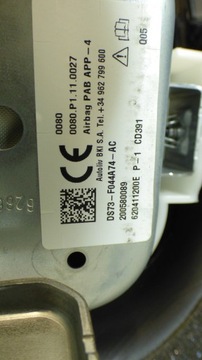 0080
0080.P1.11.0027
Airbag PAB APP-4
Tel.+34 962 799 600
Q05
CE
Autoliv BKI S.A.
DS73-F044A74-AC
200580089
620411200E P-1 CD391